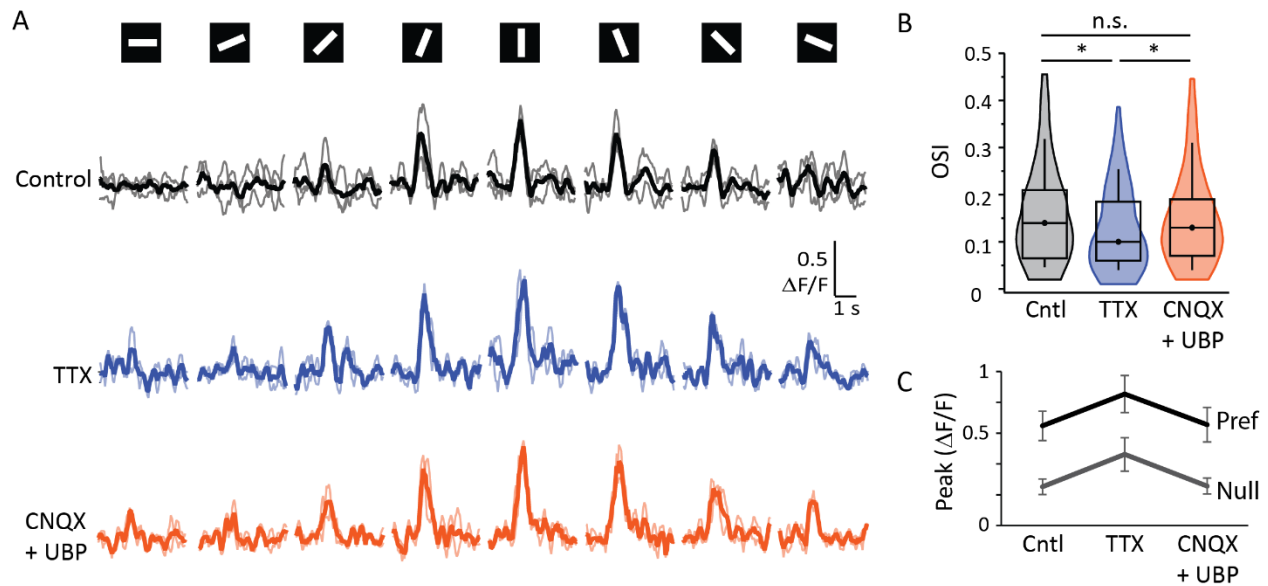 A
Control
TTX
CNQX
+ UBP
0.5
ΔF/F
1 s
B
n.s.
*
*
OSI
0.5
0.4
0.3
0.2
0.1
0
Cntl
TTX
CNQX
+ UBP
C
Peak (ΔF/F)
1
0.5
0
Pref
Null
Cntl
TTX
CNQX
+ UBP